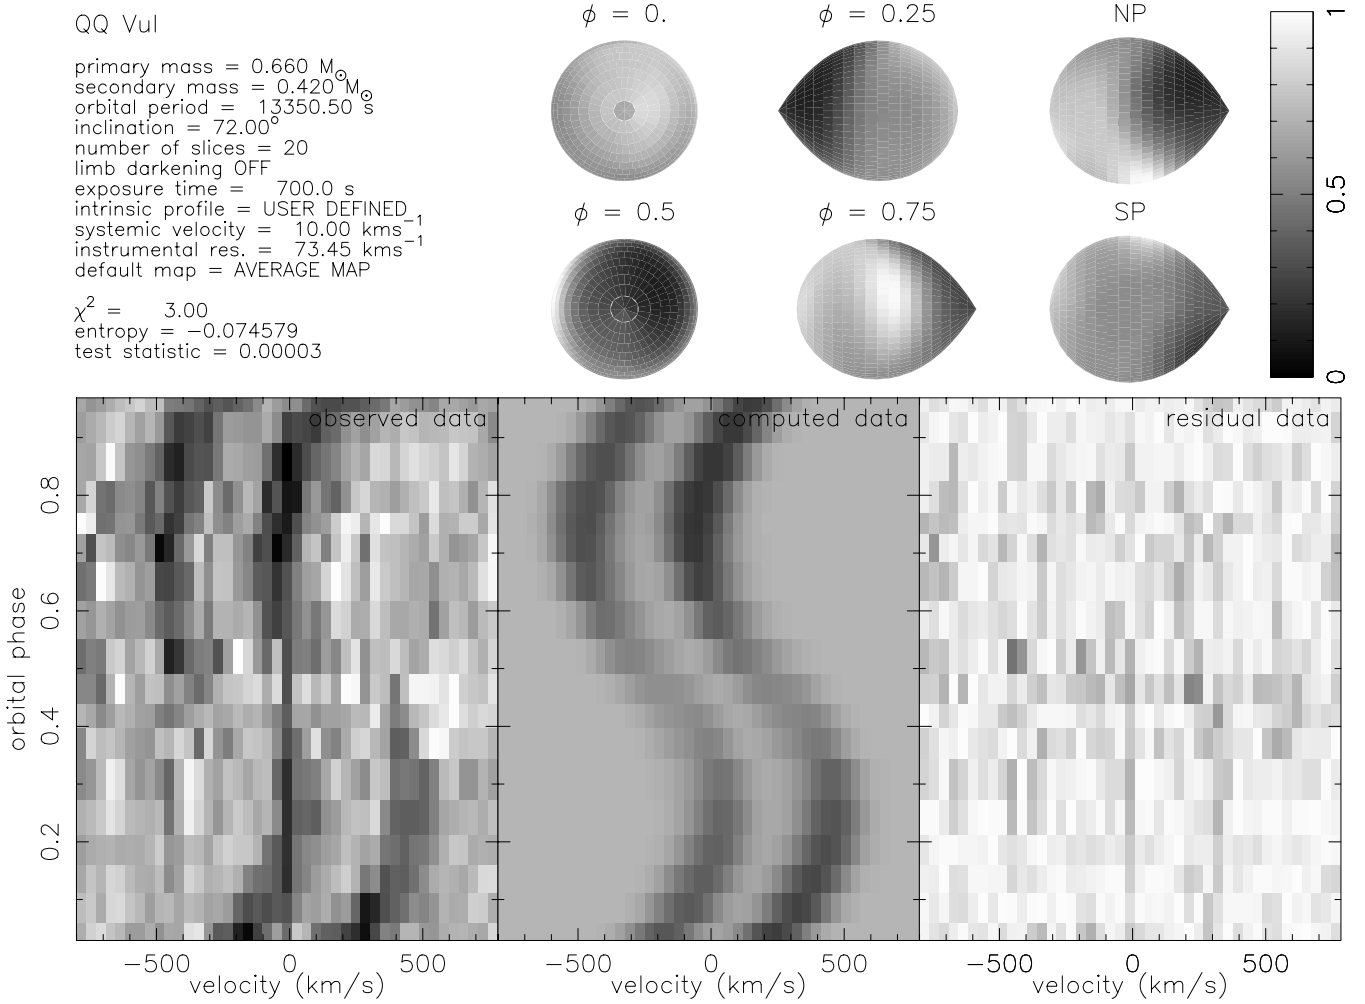 QQ Vul
primary mass = 0.660 M⊙
secondary mass = 0.420 M⊙
orbital period = 13350.50 s
inclination = 72.00°
number of slices = 20
limb darkening OFF
exposure time = 700.0 s
intrinsic profile = USER DEFINED
systemic velocity = 10.00 kms⁻¹
instrumental res. = 73.45 kms⁻¹
default map = AVERAGE MAP
χ² = 3.00
entropy = −0.074579
test statistic = 0.00003
ϕ = 0.
ϕ = 0.25
NP
ϕ = 0.5
ϕ = 0.75
SP
1
0.5
0
observed data
computed data
residual data
orbital phase
0.8
0.6
0.4
0.2
−500 0 500
−500 0 500
−500 0 500
velocity (km/s)
velocity (km/s)
velocity (km/s)